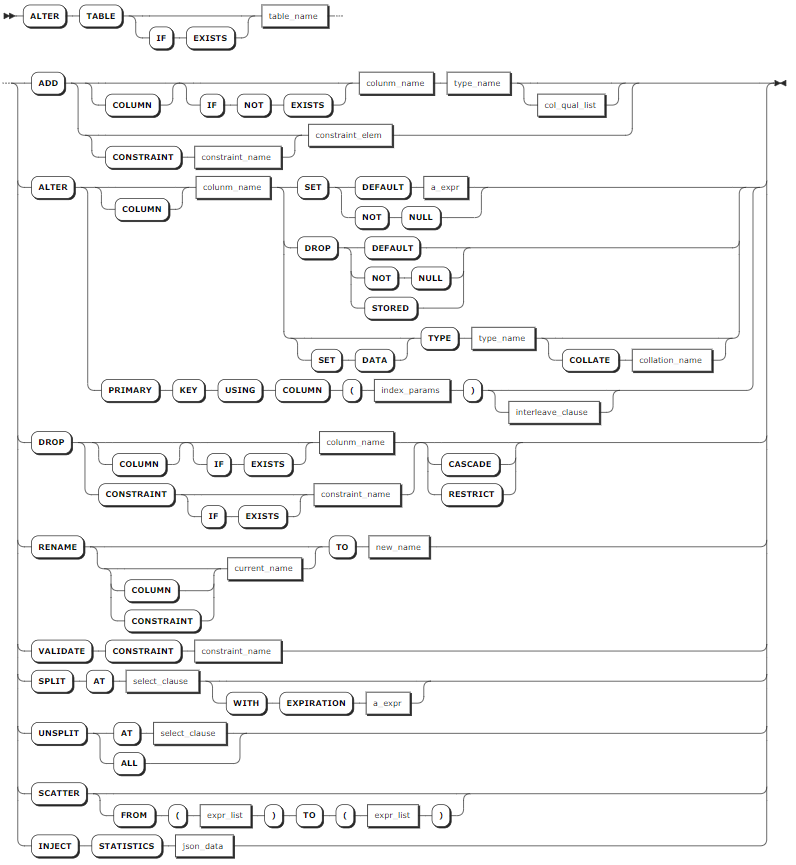 ALTER TABLE table_name
IF EXISTS
ADD colunm_name type_name
COLUMN IF NOT EXISTS col_qual_list
constraint_elem
CONSTRAINT constraint_name
ALTER colunm_name SET DEFAULT a_expr
COLUMN NOT NULL
DROP DEFAULT
NOT NULL
STORED
TYPE type_name
SET DATA COLLATE collation_name
PRIMARY KEY USING COLUMN ( index_params )
interleave_clause
DROP colunm_name
COLUMN IF EXISTS CASCADE
CONSTRAINT constraint_name RESTRICT
IF EXISTS
RENAME TO new_name
current_name
COLUMN
CONSTRAINT
VALIDATE CONSTRAINT constraint_name
SPLIT AT select_clause
WITH EXPIRATION a_expr
UNSPLIT AT select_clause
ALL
SCATTER
FROM ( expr_list ) TO ( expr_list )
INJECT STATISTICS json_data